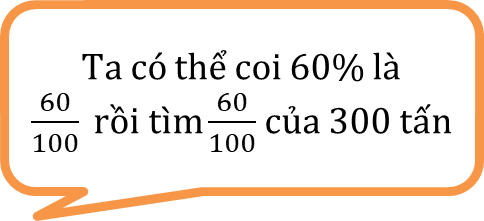 Ta có thể coi 60% là
60/100 rồi tìm 60/100 của 300 tấn